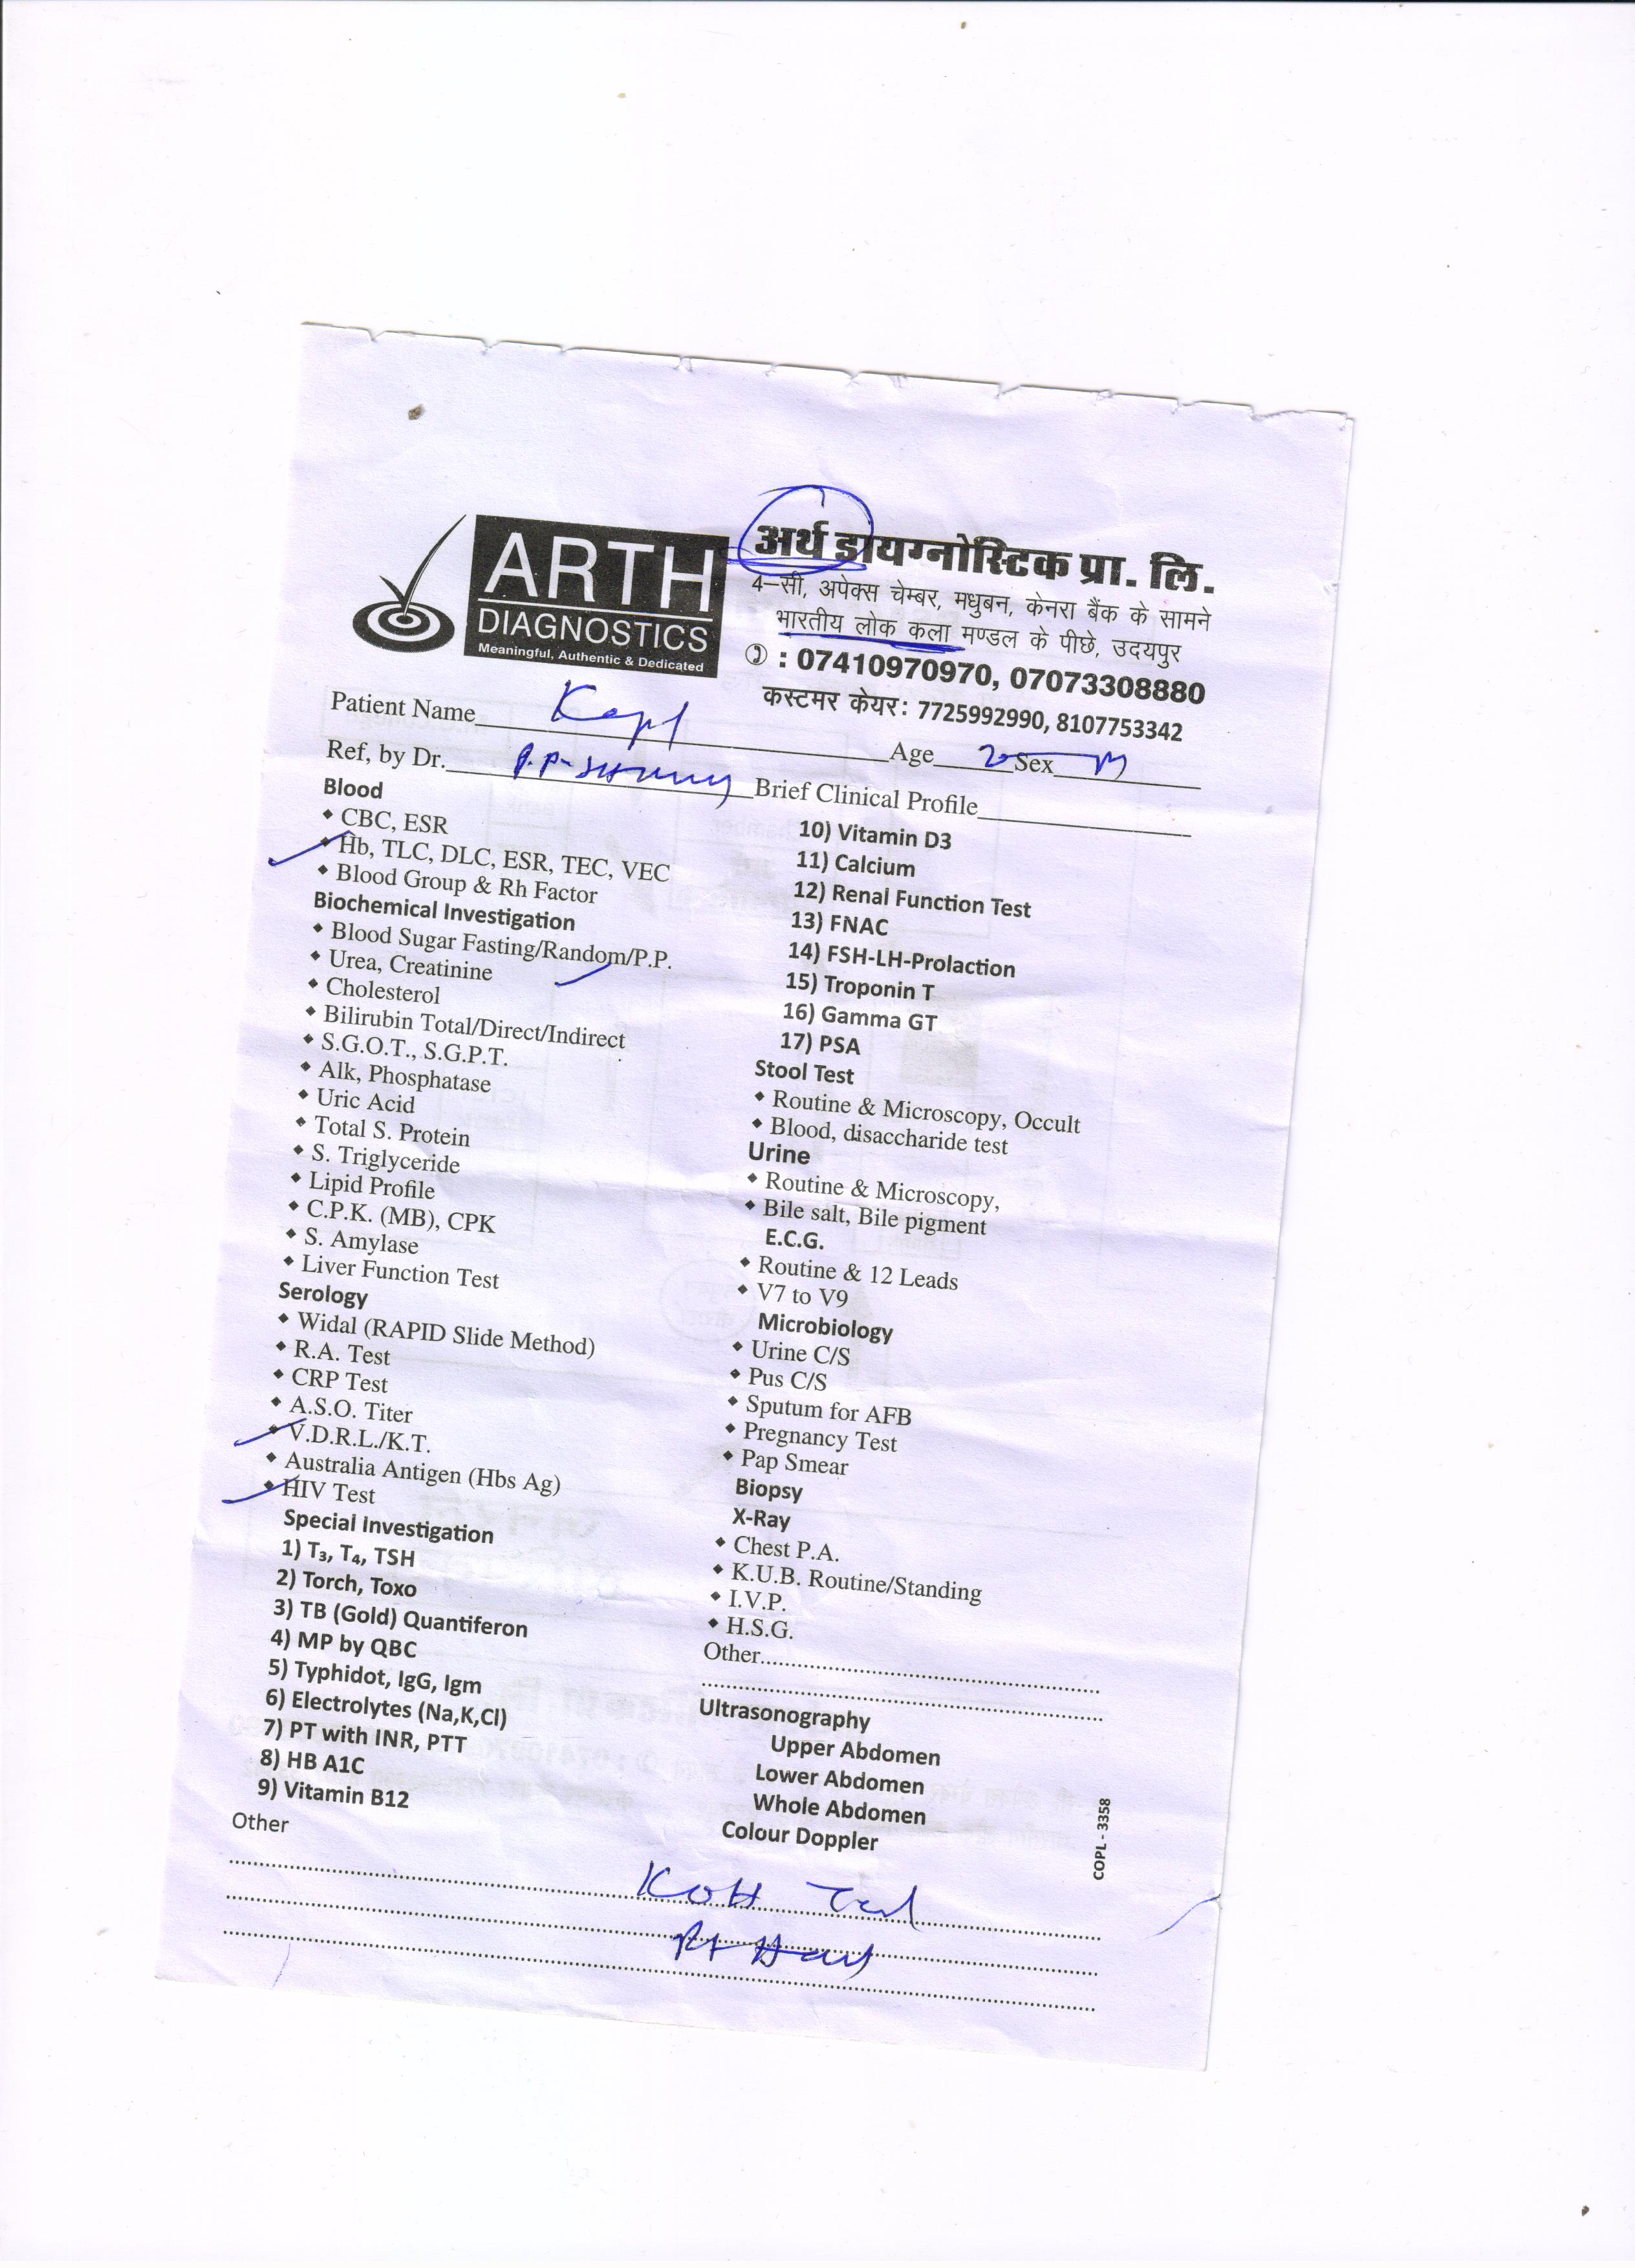 ARTH
DIAGNOSTICS
Meaningful, Authentic & Dedicated
अर्थ डायग्नोस्टिक प्रा. लि.
4–सी, अपेक्स चेम्बर, मधुबन, केनरा बैंक के सामने
भारतीय लोक कला मण्डल के पीछे, उदयपुर
: 07410970970, 07073308880
कस्टमर केयर: 7725992990, 8107753342
Patient Name
Age Sex M
Ref, by Dr. P.P. Brief Clinical Profile
Blood
CBC, ESR
Hb, TLC, DLC, ESR, TEC, VEC
Blood Group & Rh Factor
Biochemical Investigation
Blood Sugar Fasting/Random/P.P.
Urea, Creatinine
Cholesterol
Bilirubin Total/Direct/Indirect
S.G.O.T., S.G.P.T.
Alk, Phosphatase
Uric Acid
Total S. Protein
S. Triglyceride
Lipid Profile
C.P.K. (MB), CPK
S. Amylase
Liver Function Test
Serology
Widal (RAPID Slide Method)
R.A. Test
CRP Test
A.S.O. Titer
V.D.R.L./K.T.
Australia Antigen (Hbs Ag)
HIV Test
Special Investigation
1) T₃, T₄, TSH
2) Torch, Toxo
3) TB (Gold) Quantiferon
4) MP by QBC
5) Typhidot, IgG, Igm
6) Electrolytes (Na,K,Cl)
7) PT with INR, PTT
8) HB A1C
9) Vitamin B12
Other
10) Vitamin D3
11) Calcium
12) Renal Function Test
13) FNAC
14) FSH-LH-Prolaction
15) Troponin T
16) Gamma GT
17) PSA
Stool Test
Routine & Microscopy, Occult
Blood, disaccharide test
Urine
Routine & Microscopy,
Bile salt, Bile pigment
E.C.G.
Routine & 12 Leads
V7 to V9
Microbiology
Urine C/S
Pus C/S
Sputum for AFB
Pregnancy Test
Pap Smear
Biopsy
X-Ray
Chest P.A.
K.U.B. Routine/Standing
I.V.P.
H.S.G.
Other
Ultrasonography
Upper Abdomen
Lower Abdomen
Whole Abdomen
Colour Doppler
COPL - 3358
KOH